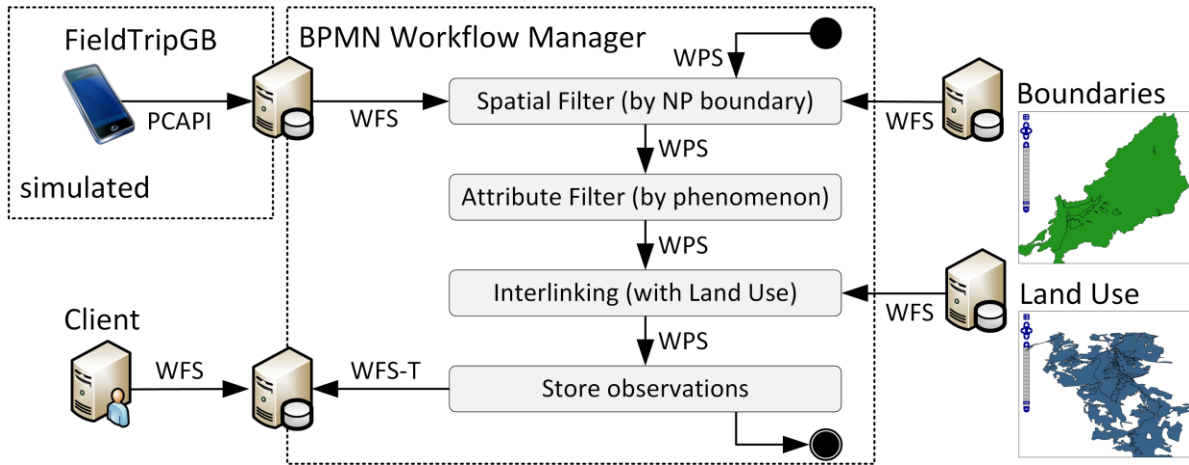 FieldTripGB
PCAPI
simulated
BPMN Workflow Manager
WPS
WFS
Spatial Filter (by NP boundary)
WFS
WPS
Attribute Filter (by phenomenon)
WPS
Interlinking (with Land Use)
WFS
WPS
Store observations
WFS-T
Client
WFS
Boundaries
Land Use